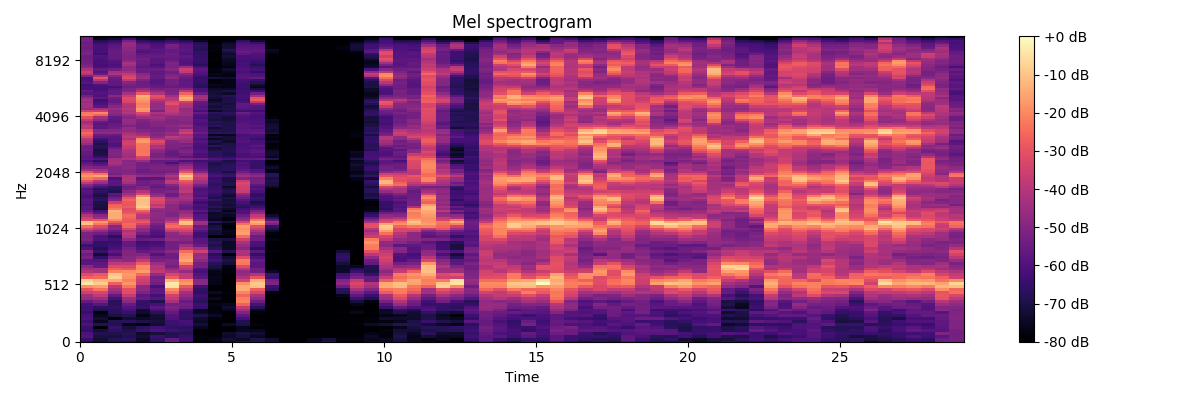 Mel spectrogram
8192
4096
2048
1024
512
0
Hz
0 5 10 15 20 25
Time
+0 dB
-10 dB
-20 dB
-30 dB
-40 dB
-50 dB
-60 dB
-70 dB
-80 dB